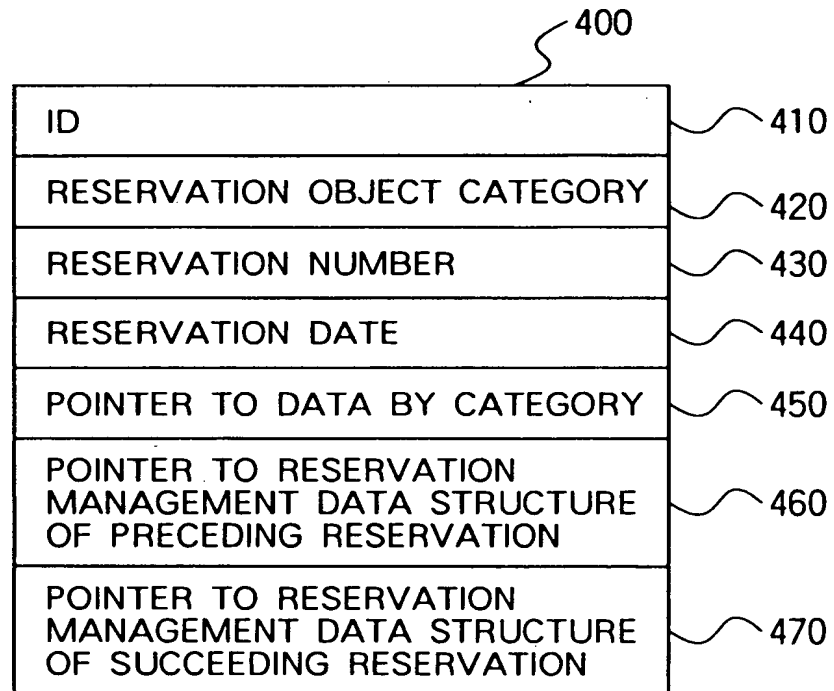 400
ID 410
RESERVATION OBJECT CATEGORY 420
RESERVATION NUMBER 430
RESERVATION DATE 440
POINTER TO DATA BY CATEGORY 450
POINTER TO RESERVATION
MANAGEMENT DATA STRUCTURE 460
OF PRECEDING RESERVATION
POINTER TO RESERVATION
MANAGEMENT DATA STRUCTURE 470
OF SUCCEEDING RESERVATION